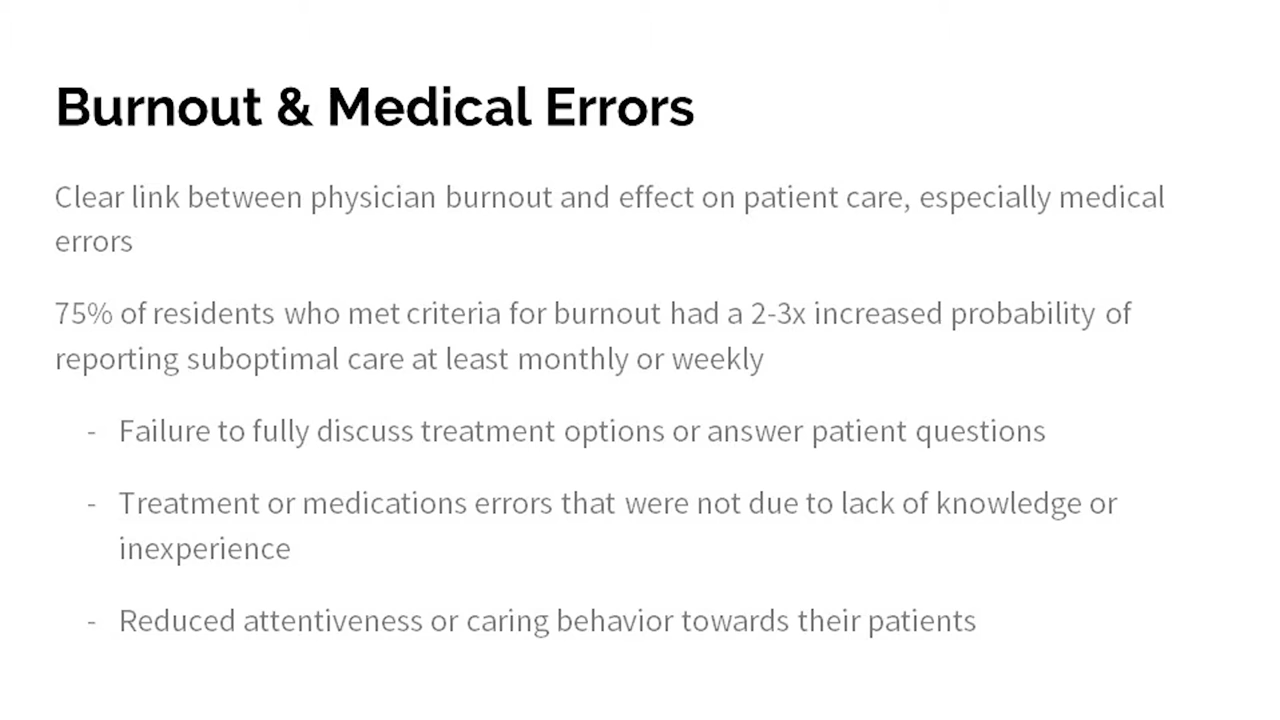 Burnout & Medical Errors
Clear link between physician burnout and effect on patient care, especially medical
errors
75% of residents who met criteria for burnout had a 2-3x increased probability of
reporting suboptimal care at least monthly or weekly
- Failure to fully discuss treatment options or answer patient questions
- Treatment or medications errors that were not due to lack of knowledge or
inexperience
- Reduced attentiveness or caring behavior towards their patients